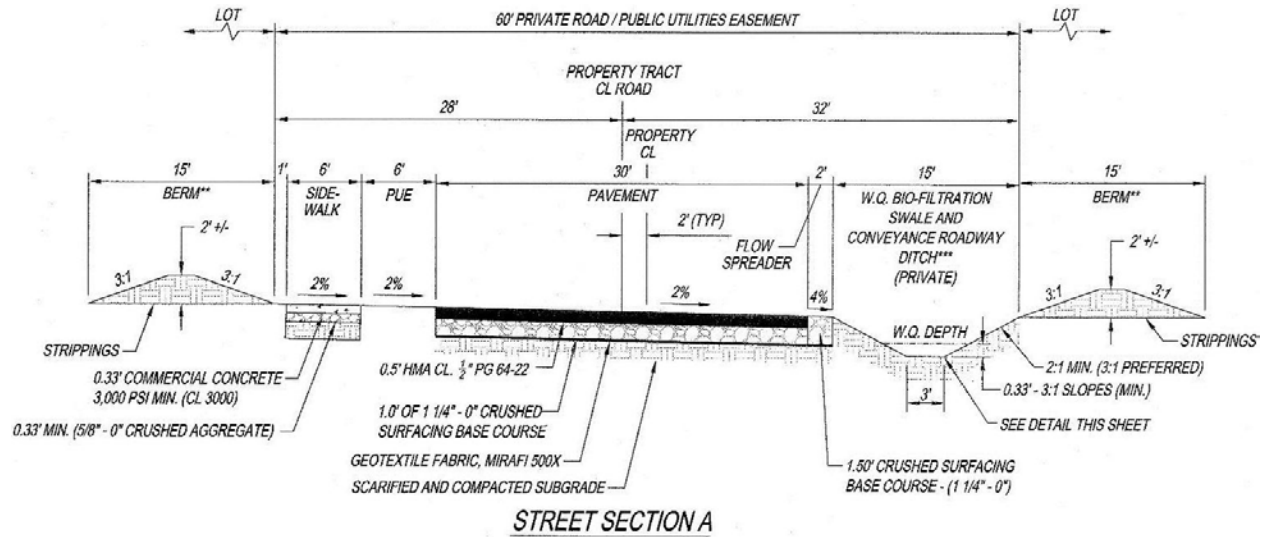 LOT
60' PRIVATE ROAD / PUBLIC UTILITIES EASEMENT
LOT
PROPERTY TRACT
CL ROAD
28'
32'
PROPERTY
CL
15'
BERM**
1'
6'
SIDE-
WALK
6'
PUE
30'
PAVEMENT
2'
15'
W.Q. BIO-FILTRATION
SWALE AND
CONVEYANCE ROADWAY
DITCH***
(PRIVATE)
15'
BERM**
2' +/-
2' (TYP)
FLOW
SPREADER
2' +/-
3:1
3:1
2%
2%
2%
4%
3:1
3:1
W.Q. DEPTH
STRIPPINGS
STRIPPINGS*
0.33' COMMERCIAL CONCRETE
3,000 PSI MIN. (CL 3000)
0.33' MIN. (5/8" - 0" CRUSHED AGGREGATE)
0.5' HMA CL. 1/2" PG 64-22
1.0' OF 1 1/4" - 0" CRUSHED
SURFACING BASE COURSE
GEOTEXTILE FABRIC, MIRAFI 500X
SCARIFIED AND COMPACTED SUBGRADE
3'
2:1 MIN. (3:1 PREFERRED)
0.33' - 3:1 SLOPES (MIN.)
SEE DETAIL THIS SHEET
1.50' CRUSHED SURFACING
BASE COURSE - (1 1/4" - 0")
STREET SECTION A